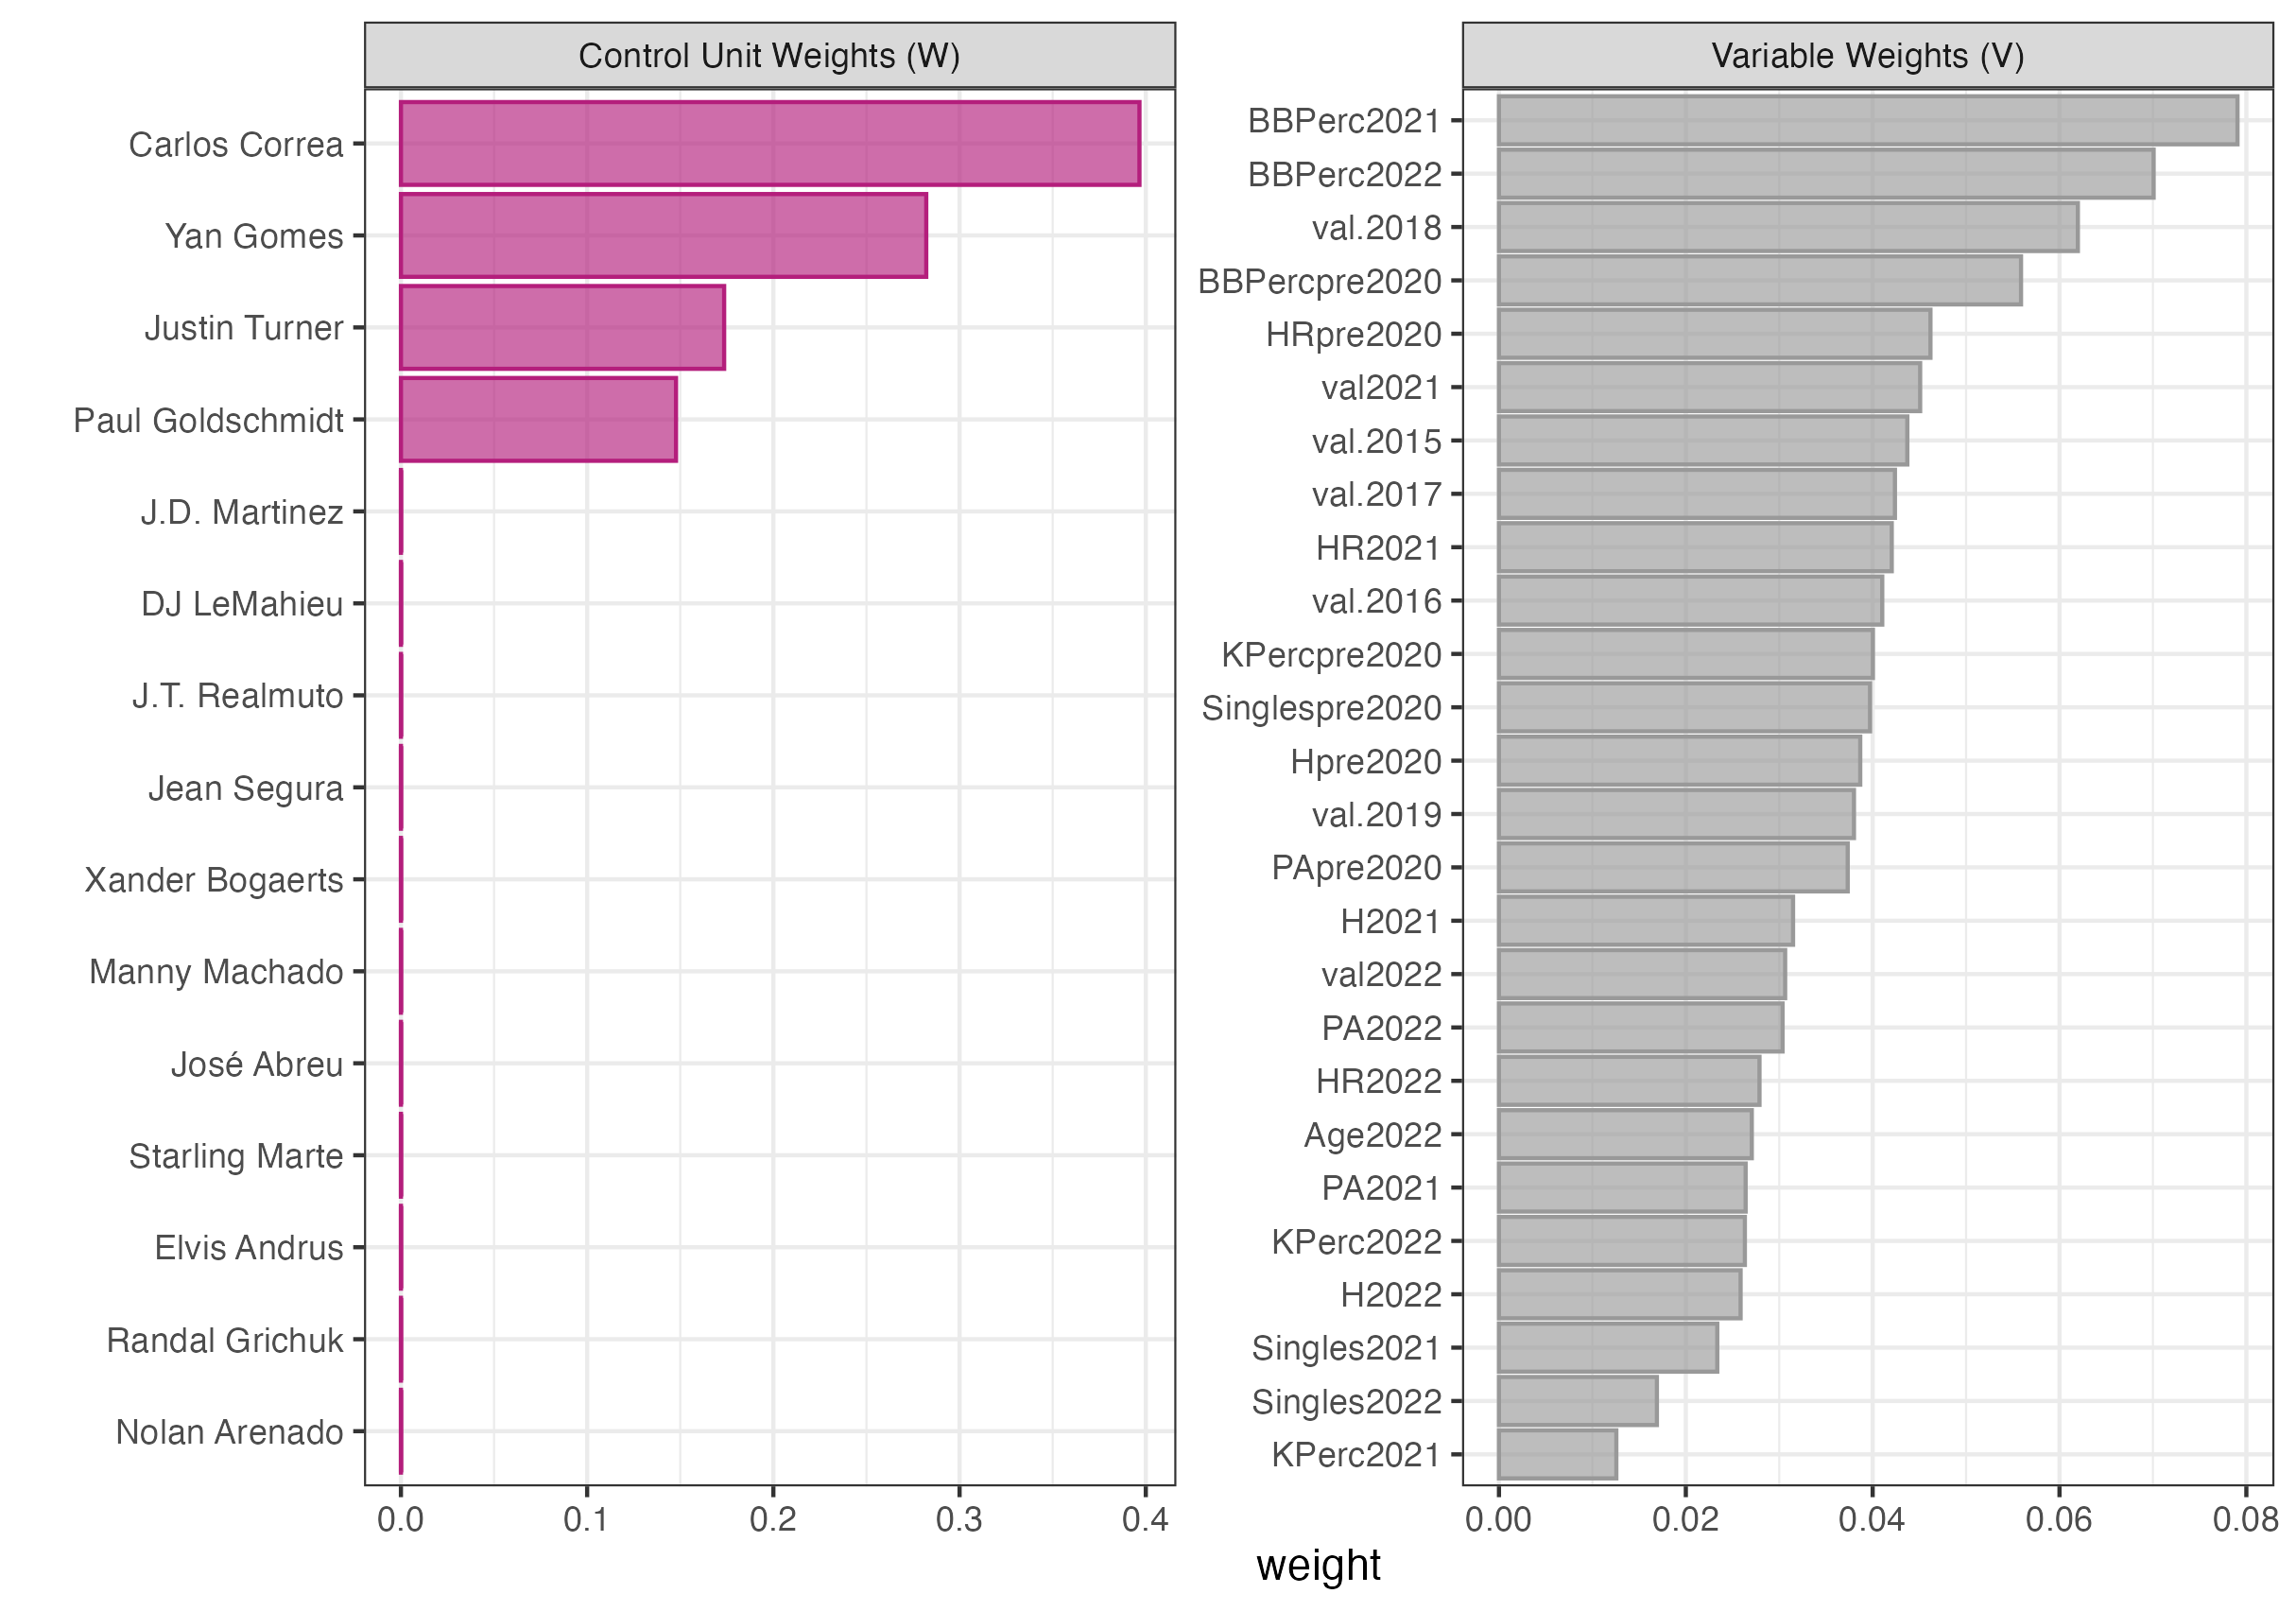 Control Unit Weights (W)
Carlos Correa
Yan Gomes
Justin Turner
Paul Goldschmidt
J.D. Martinez
DJ LeMahieu
J.T. Realmuto
Jean Segura
Xander Bogaerts
Manny Machado
José Abreu
Starling Marte
Elvis Andrus
Randal Grichuk
Nolan Arenado
0.0 0.1 0.2 0.3 0.4
Variable Weights (V)
BBPerc2021
BBPerc2022
val.2018
BBPercpre2020
HRpre2020
val2021
val.2015
val.2017
HR2021
val.2016
KPercpre2020
Singlespre2020
Hpre2020
val.2019
PApre2020
H2021
val2022
PA2022
HR2022
Age2022
PA2021
KPerc2022
H2022
Singles2021
Singles2022
KPerc2021
0.00 0.02 0.04 0.06 0.08
weight